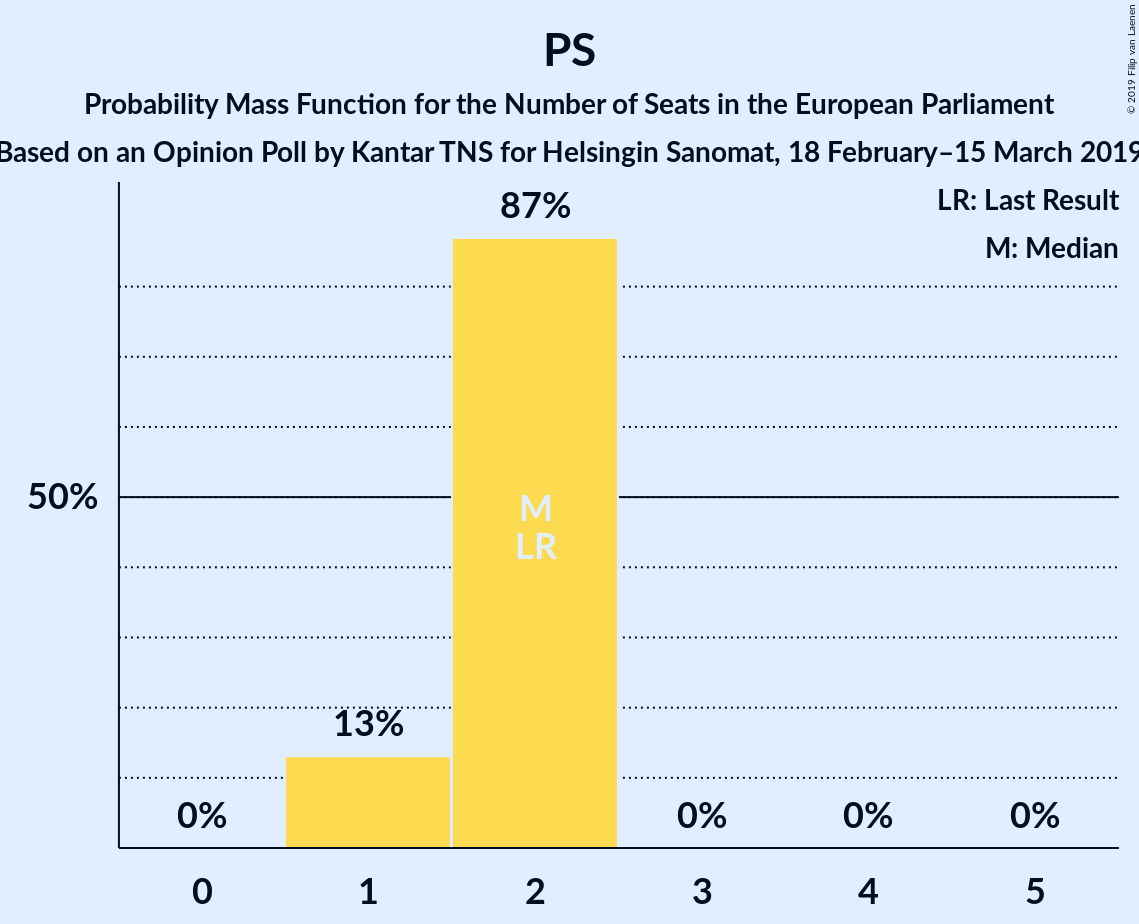 PS
Probability Mass Function for the Number of Seats in the European Parliament
Based on an Opinion Poll by Kantar TNS for Helsingin Sanomat, 18 February–15 March 2019
© 2019 Filip van Laenen
LR: Last Result
M: Median
87%
50%
M
LR
13%
0%
0%
0%
0%
0
1
2
3
4
5